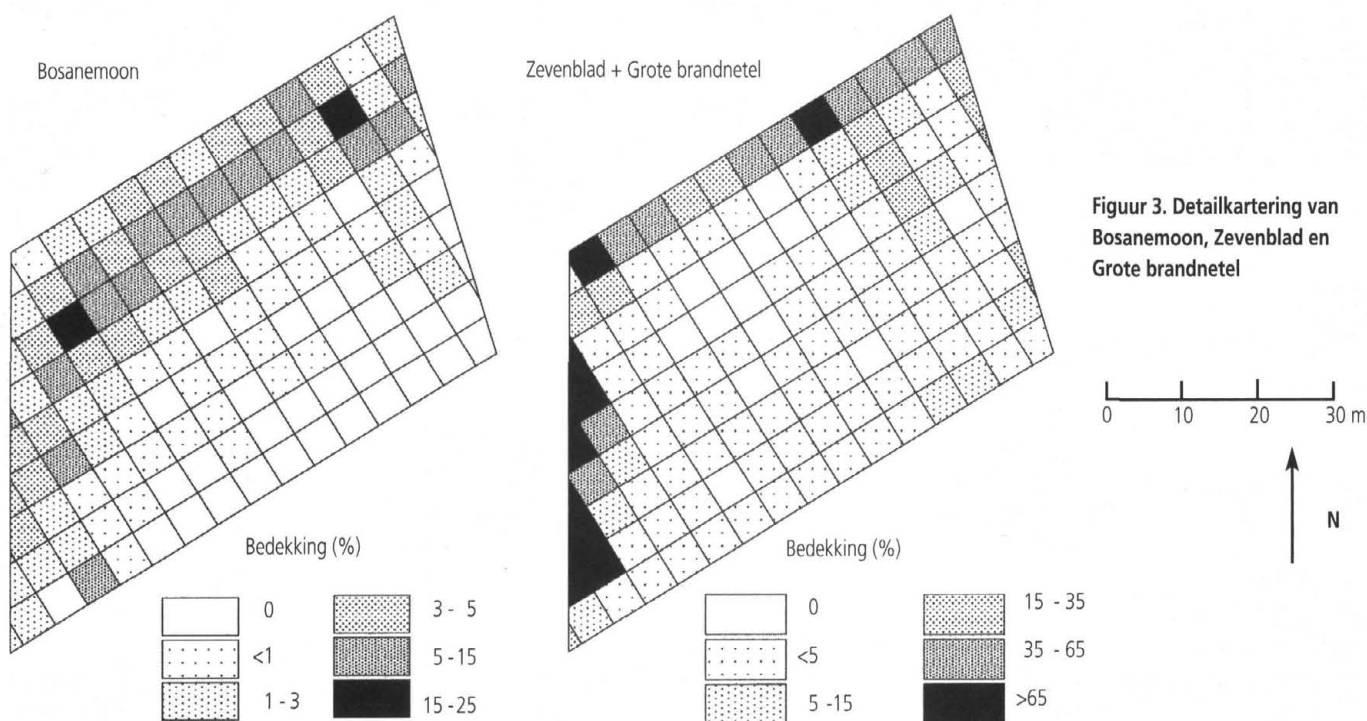 Bosanemoon
Zevenblad + Grote brandnetel
Figuur 3. Detailkartering van
Bosanemoon, Zevenblad en
Grote brandnetel
0 10 20 30 m
N
Bedekking (%)
0
<1
1 - 3
3 - 5
5 - 15
15 - 25
Bedekking (%)
0
<5
5 - 15
15 - 35
35 - 65
>65